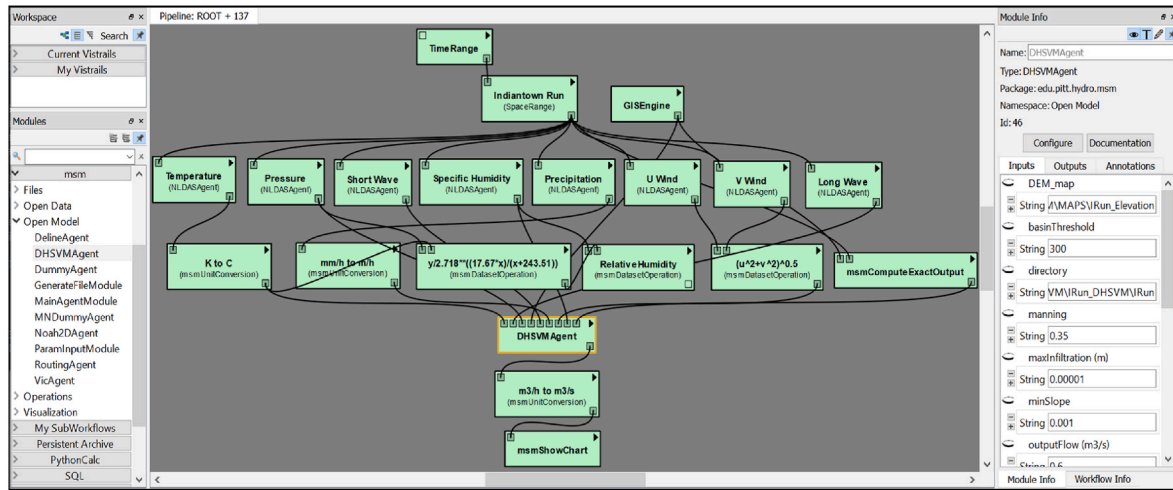 Workspace
Search
Current Vistrails
My Vistrails
Modules
msm
Files
Open Data
Open Model
DelineAgent
DHSVMAgent
DummyAgent
GenerateFileModule
MainAgentModule
MNDummyAgent
Noah2DAgent
ParamInputModule
RoutingAgent
VicAgent
Operations
Visualization
My SubWorkflows
Persistent Archive
PythonCalc
SQL
Pipeline: ROOT + 137
TimeRange
Indiantown Run
(SpaceRange)
GISEngine
Temperature
(NLDASAgent)
Pressure
(NLDASAgent)
Short Wave
(NLDASAgent)
Specific Humidity
(NLDASAgent)
Precipitation
(NLDASAgent)
U Wind
(NLDASAgent)
V Wind
(NLDASAgent)
Long Wave
(NLDASAgent)
K to C
(msmUnitConversion)
mm/h to m/h
(msmUnitConversion)
y/2.718**((17.67*x)/(x+243.51))
(msmDatasetOperation)
RelativeHumidity
(msmDatasetOperation)
(u^2+v^2)^0.5
(msmDatasetOperation)
msmComputeExactOutput
DHSVMAgent
m3/h to m3/s
(msmUnitConversion)
msmShowChart
Module Info
Name: DHSVMAgent
Type: DHSVMAgent
Package: edu.pitt.hydro.msm
Namespace: Open Model
Id: 46
Configure Documentation
Inputs Outputs Annotations
DEM_map
String \MAPS\IRun_Elevation
basinThreshold
String 300
directory
String VM\IRun_DHSVM\IRun
manning
String 0.35
maxInfiltration (m)
String 0.00001
minSlope
String 0.001
outputFlow (m3/s)
String 0.6
Module Info Workflow Info